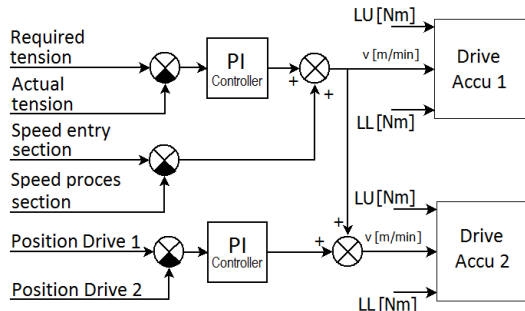 Required
tension
Actual
tension
Speed entry
section
Speed proces
section
Position Drive 1
Position Drive 2
PI
Controller
+
+
PI
Controller
+
+
LU [Nm]
v [m/min]
LL [Nm]
Drive
Accu 1
LU [Nm]
v [m/min]
LL [Nm]
Drive
Accu 2